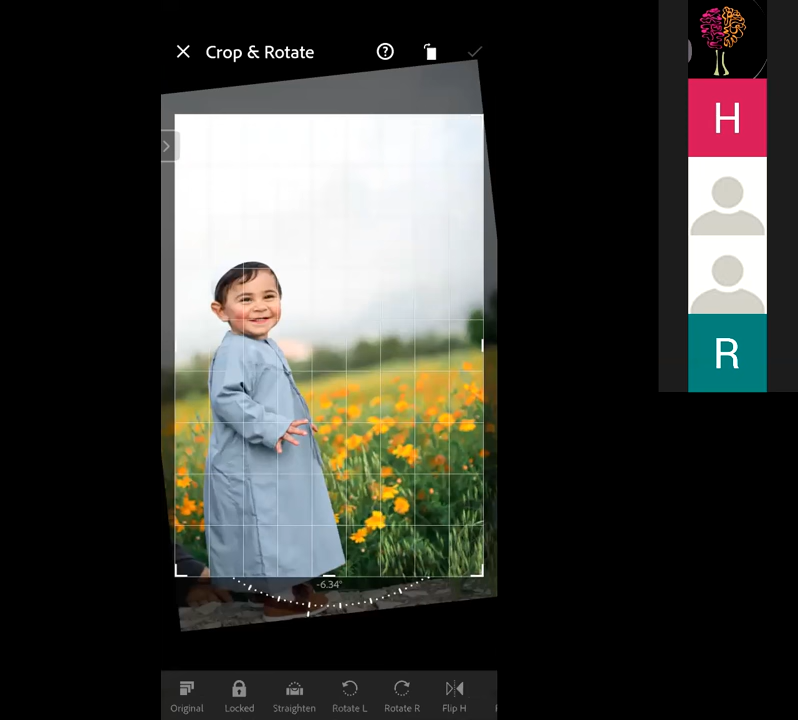 Crop & Rotate
H
R
-6.34°
Original
Locked
Straighten
Rotate L
Rotate R
Flip H